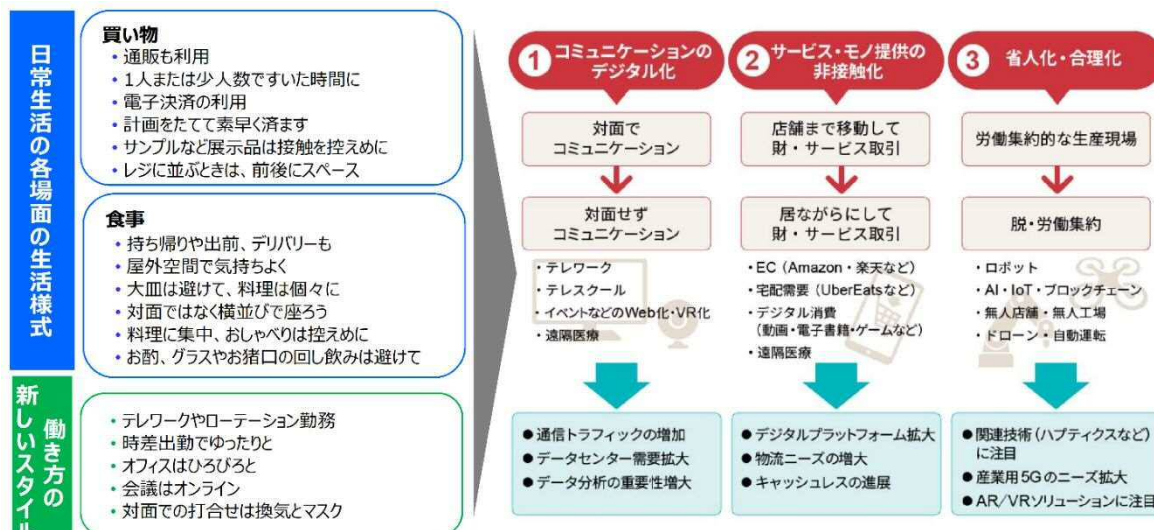 日常生活の各場面の生活様式
買い物
・通販も利用
・1人または少人数ですいた時間に
・電子決済の利用
・計画をたてて素早く済ます
・サンプルなど展示品は接触を控えめに
・レジに並ぶときは、前後にスペース
食事
・持ち帰りや出前、デリバリーも
・屋外空間で気持ちよく
・大皿は避けて、料理は個々に
・対面ではなく横並びで座ろう
・料理に集中、おしゃべりは控えめに
・お酌、グラスやお猪口の回し飲みは避けて
働き方の
新しいスタイル
・テレワークやローテーション勤務
・時差出勤でゆったりと
・オフィスはひろびろと
・会議はオンライン
・対面での打合せは換気とマスク
1 コミュニケーションの
デジタル化
対面で
コミュニケーション
対面せず
コミュニケーション
・テレワーク
・テレスクール
・イベントなどのWeb化・VR化
・遠隔医療
●通信トラフィックの増加
●データセンター需要拡大
●データ分析の重要性増大
2 サービス・モノ提供の
非接触化
店舗まで移動して
財・サービス取引
居ながらにして
財・サービス取引
・EC（Amazon・楽天など）
・宅配需要（UberEatsなど）
・デジタル消費
（動画・電子書籍・ゲームなど）
・遠隔医療
●デジタルプラットフォーム拡大
●物流ニーズの増大
●キャッシュレスの進展
3 省人化・合理化
労働集約的な生産現場
脱・労働集約
・ロボット
・AI・IoT・ブロックチェーン
・無人店舗・無人工場
・ドローン・自動運転
●関連技術（ハプティクスなど）
に注目
●産業用5Gのニーズ拡大
●AR/VRソリューションに注目